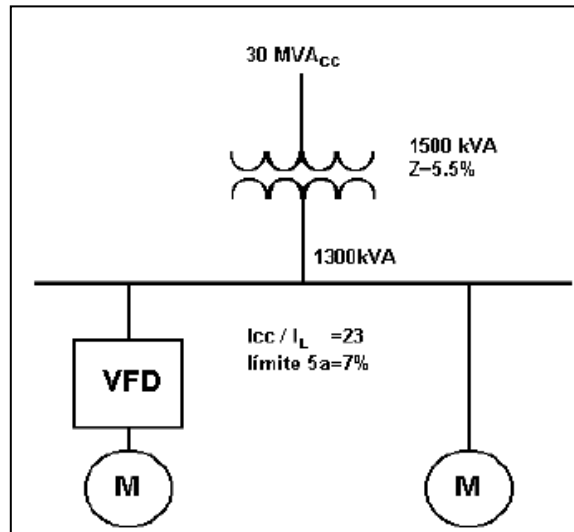 30 MVAcc
1500 kVA
Z=5.5%
1300kVA
Icc / IL =23
límite 5a=7%
VFD
M
M